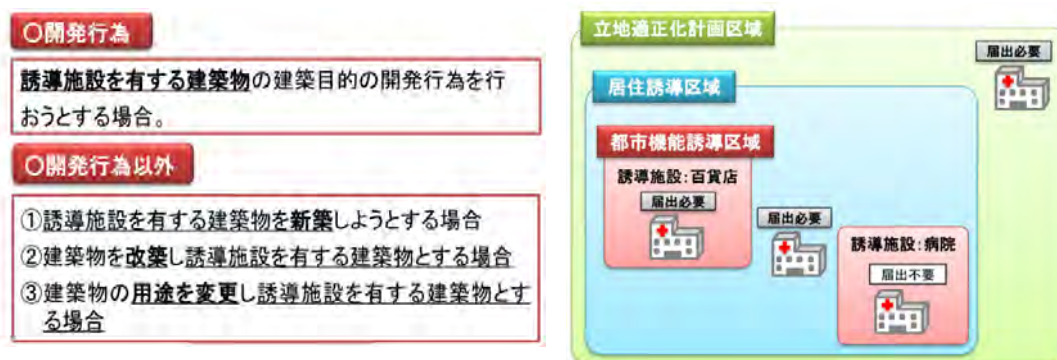 〇開発行為
誘導施設を有する建築物の建築目的の開発行為を行
おうとする場合。
〇開発行為以外
①誘導施設を有する建築物を新築しようとする場合
②建築物を改築し誘導施設を有する建築物とする場合
③建築物の用途を変更し誘導施設を有する建築物とす
る場合
立地適正化計画区域
届出必要
居住誘導区域
都市機能誘導区域
誘導施設:百貨店
届出必要
届出必要
誘導施設:病院
届出不要